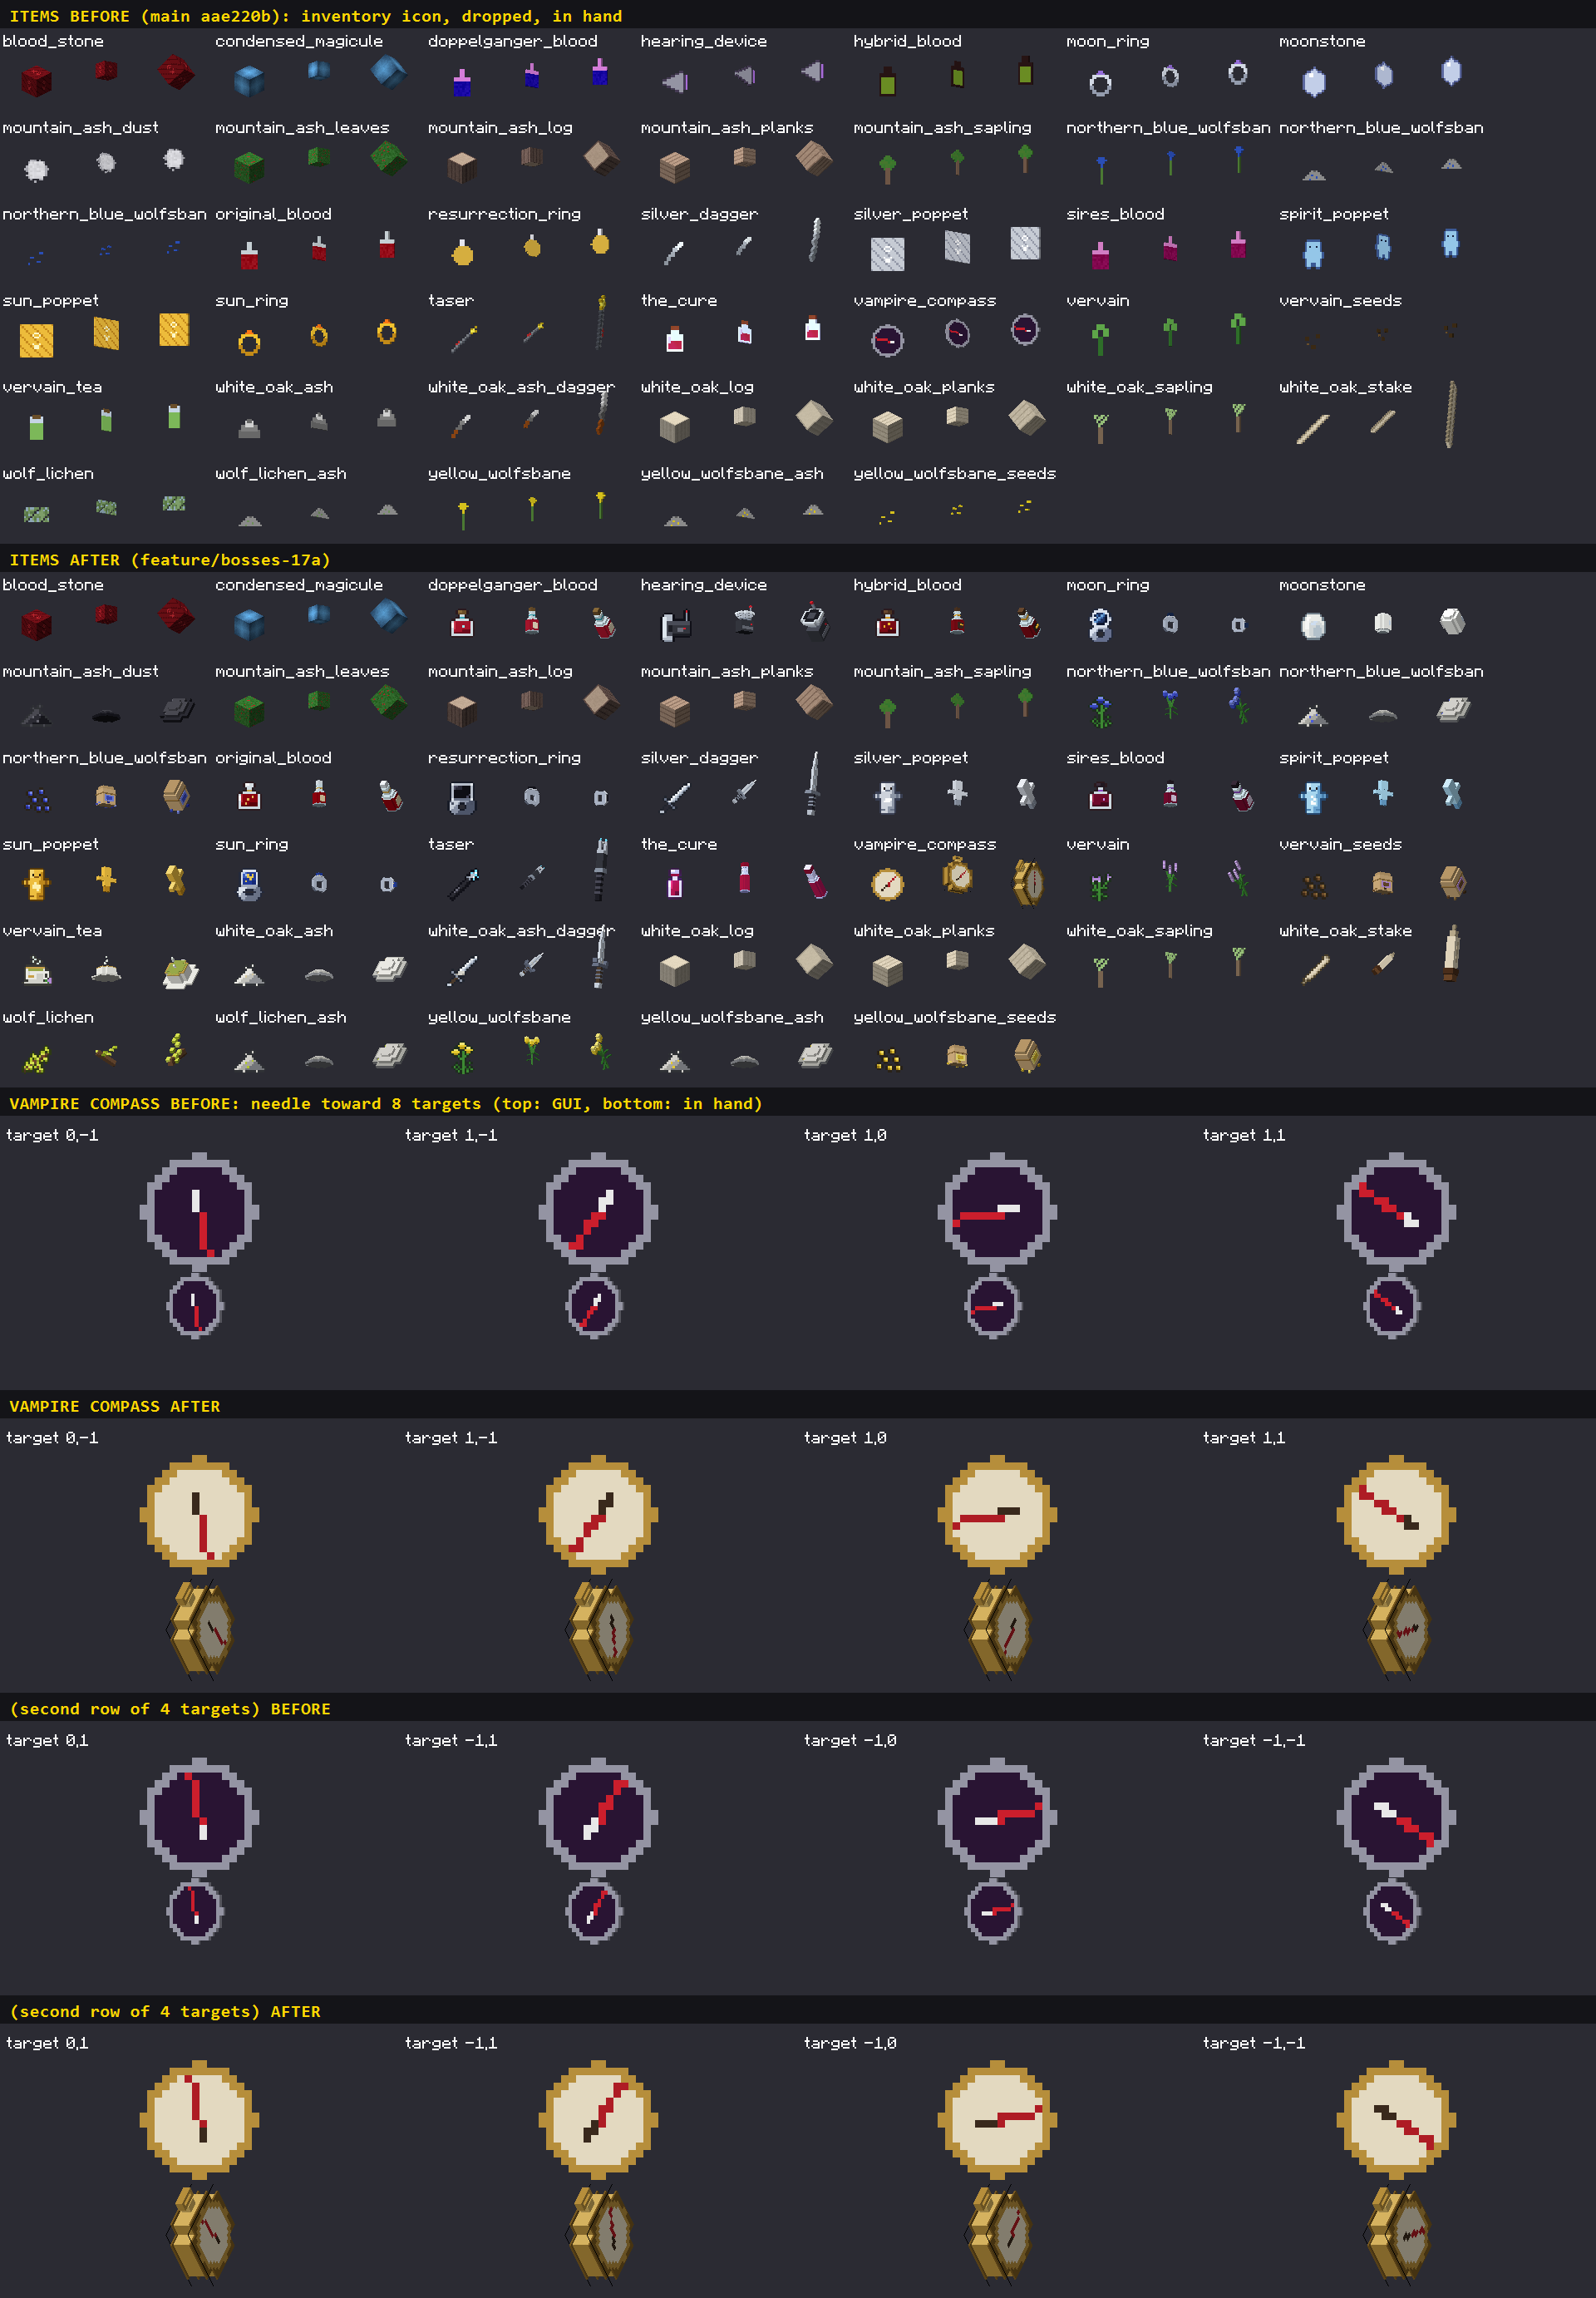 ITEMS BEFORE (main aae220b): inventory icon, dropped, in hand
blood_stone condensed_magicule doppelganger_blood hearing_device hybrid_blood moon_ring moonstone
mountain_ash_dust mountain_ash_leaves mountain_ash_log mountain_ash_planks mountain_ash_sapling northern_blue_wolfsban northern_blue_wolfsban
northern_blue_wolfsban original_blood resurrection_ring silver_dagger silver_poppet sires_blood spirit_poppet
sun_poppet sun_ring taser the_cure vampire_compass vervain vervain_seeds
vervain_tea white_oak_ash white_oak_ash_dagger white_oak_log white_oak_planks white_oak_sapling white_oak_stake
wolf_lichen wolf_lichen_ash yellow_wolfsbane yellow_wolfsbane_ash yellow_wolfsbane_seeds
ITEMS AFTER (feature/bosses-17a)
blood_stone condensed_magicule doppelganger_blood hearing_device hybrid_blood moon_ring moonstone
mountain_ash_dust mountain_ash_leaves mountain_ash_log mountain_ash_planks mountain_ash_sapling northern_blue_wolfsban northern_blue_wolfsban
northern_blue_wolfsban original_blood resurrection_ring silver_dagger silver_poppet sires_blood spirit_poppet
sun_poppet sun_ring taser the_cure vampire_compass vervain vervain_seeds
vervain_tea white_oak_ash white_oak_ash_dagger white_oak_log white_oak_planks white_oak_sapling white_oak_stake
wolf_lichen wolf_lichen_ash yellow_wolfsbane yellow_wolfsbane_ash yellow_wolfsbane_seeds
VAMPIRE COMPASS BEFORE: needle toward 8 targets (top: GUI, bottom: in hand)
target 0,-1 target 1,-1 target 1,0 target 1,1
VAMPIRE COMPASS AFTER
target 0,-1 target 1,-1 target 1,0 target 1,1
(second row of 4 targets) BEFORE
target 0,1 target -1,1 target -1,0 target -1,-1
(second row of 4 targets) AFTER
target 0,1 target -1,1 target -1,0 target -1,-1